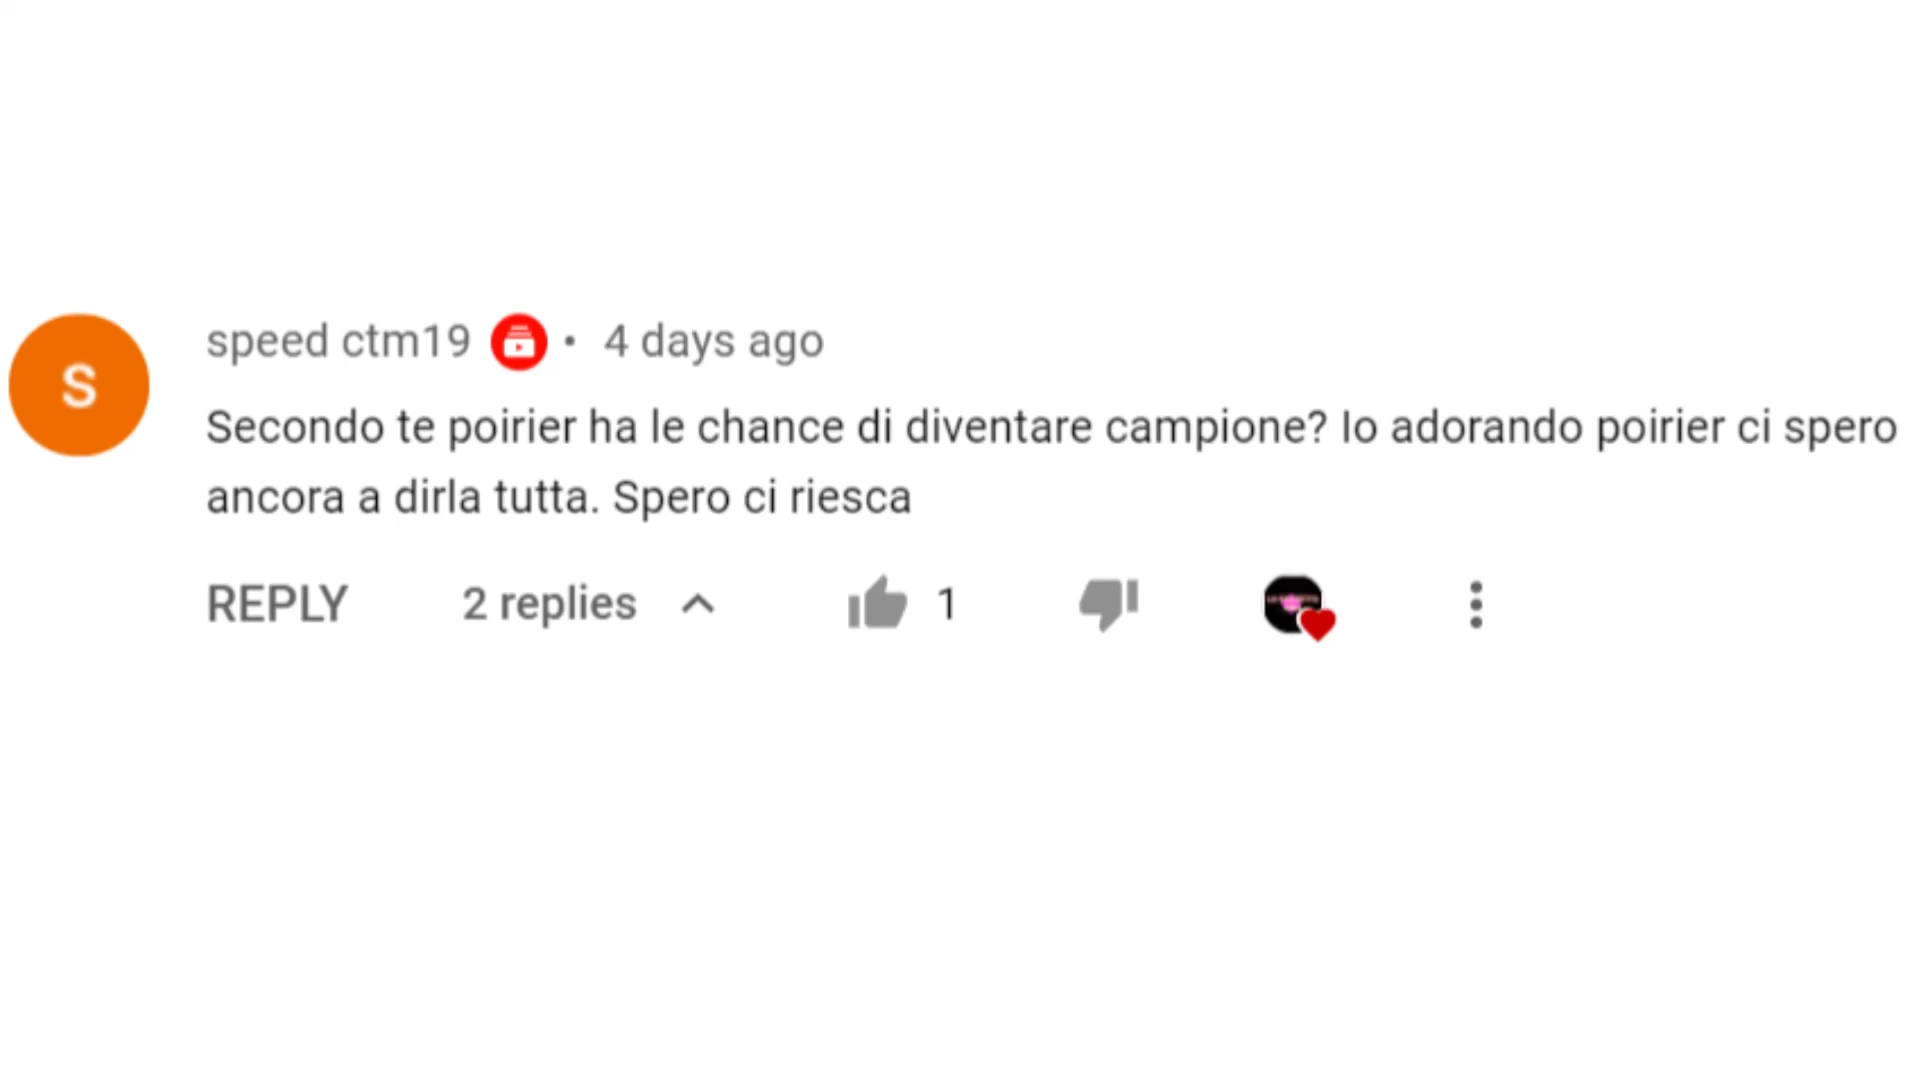 S
speed ctm19 • 4 days ago
Secondo te poirier ha le chance di diventare campione? Io adorando poirier ci spero
ancora a dirla tutta. Spero ci riesca
REPLY 2 replies 1